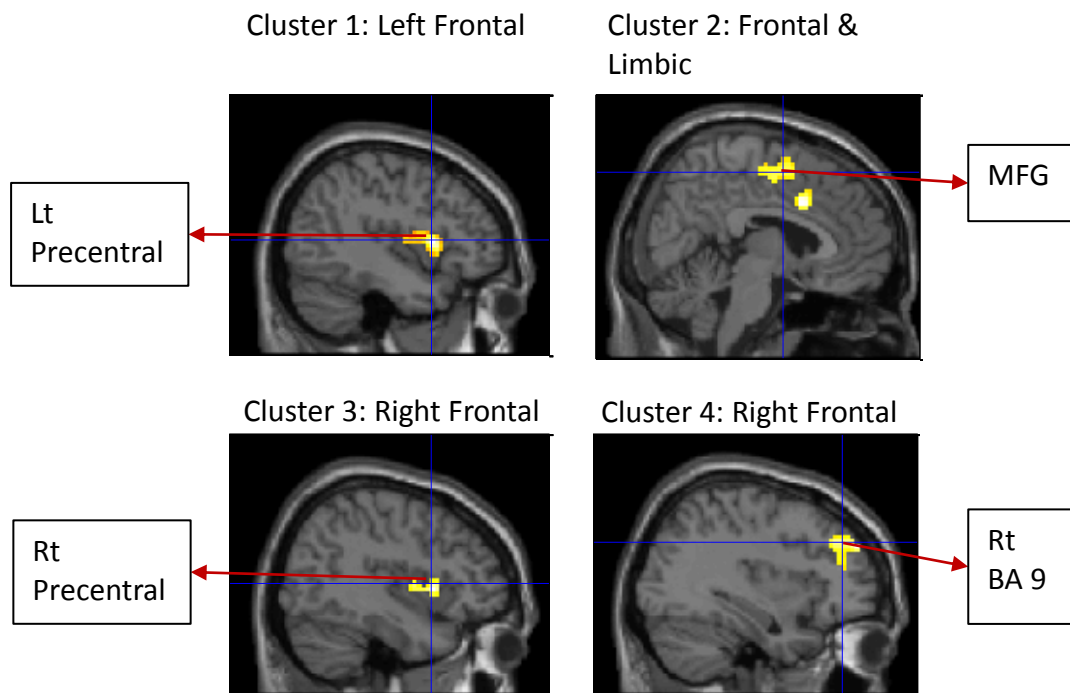 Cluster 1: Left Frontal
Cluster 2: Frontal &
Limbic
Lt
Precentral
MFG
Cluster 3: Right Frontal
Cluster 4: Right Frontal
Rt
Precentral
Rt
BA 9